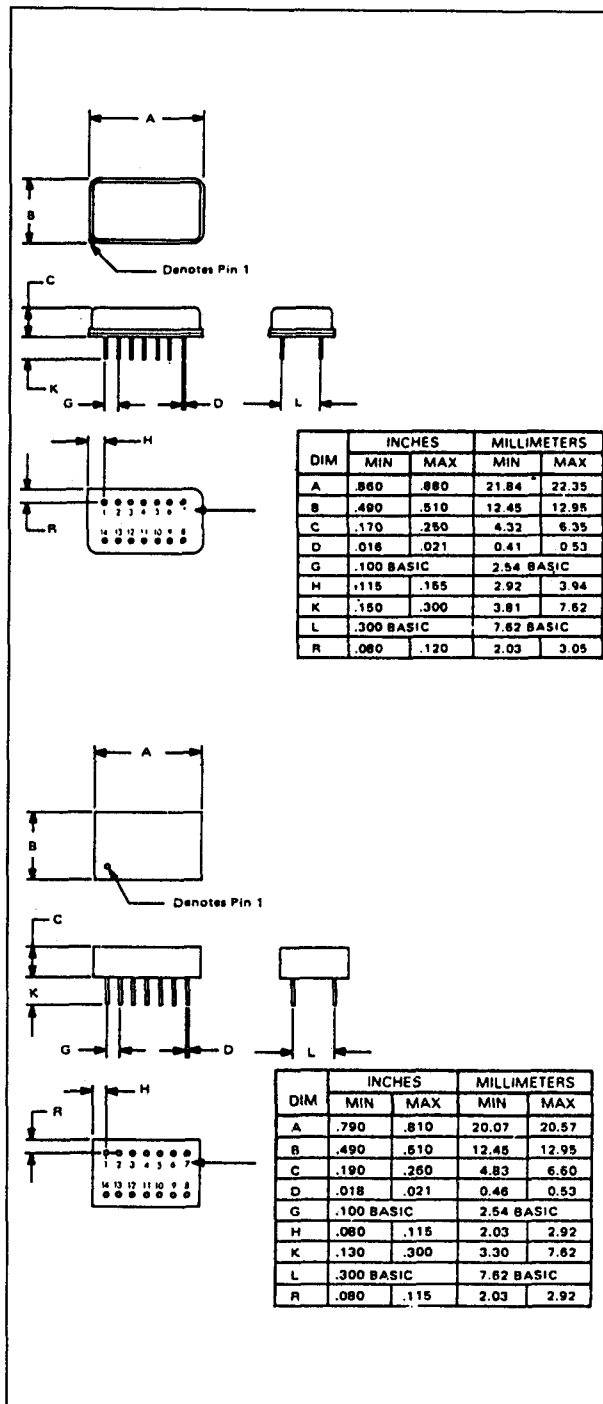 A
B
Denotes Pin 1
C
K
G
D
L
H
R
1 2 3 4 5 6
14 13 12 11 10 9 8
DIM INCHES MILLIMETERS
MIN MAX MIN MAX
A .860 .880 21.84 22.35
B .490 .510 12.45 12.95
C .170 .250 4.32 6.35
D .016 .021 0.41 0.53
G .100 BASIC 2.54 BASIC
H .115 .155 2.92 3.94
K .150 .300 3.81 7.62
L .300 BASIC 7.62 BASIC
R .080 .120 2.03 3.05
A
B
Denotes Pin 1
C
K
G
D
L
H
R
1 2 3 4 5 6 7
14 13 12 11 10 9 8
DIM INCHES MILLIMETERS
MIN MAX MIN MAX
A .790 .810 20.07 20.57
B .490 .510 12.45 12.95
C .190 .260 4.83 6.60
D .018 .021 0.46 0.53
G .100 BASIC 2.54 BASIC
H .080 .115 2.03 2.92
K .130 .300 3.30 7.62
L .300 BASIC 7.62 BASIC
R .080 .115 2.03 2.92